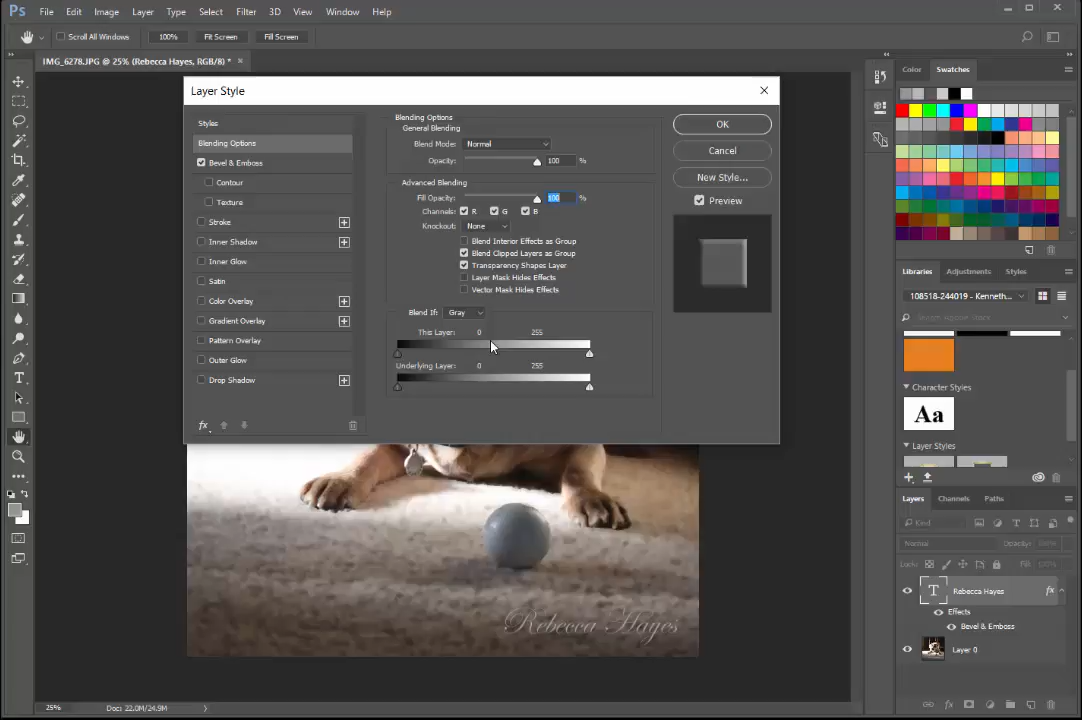 Ps File Edit Image Layer Type Select Filter 3D View Window Help
Scroll All Windows 100% Fit Screen Fill Screen
IMG_6278.JPG @ 25% (Rebecca Hayes, RGB/8) * ×
Color Swatches
Layer Style
Styles
Blending Options
Bevel & Emboss
Contour
Texture
Stroke
Inner Shadow
Inner Glow
Satin
Color Overlay
Gradient Overlay
Pattern Overlay
Outer Glow
Drop Shadow
fx
Blending Options
General Blending
Blend Mode: Normal
Opacity: 100 %
Advanced Blending
Fill Opacity: 100 %
Channels: R G B
Knockout: None
Blend Interior Effects as Group
Blend Clipped Layers as Group
Transparency Shapes Layer
Layer Mask Hides Effects
Vector Mask Hides Effects
Blend If: Gray
This Layer: 0 255
Underlying Layer: 0 255
OK
Cancel
New Style...
Preview
Libraries Adjustments Styles
108518-244019 - Kenneth...
Search Adobe Stock
Character Styles
Aa
Layer Styles
Layers Channels Paths
Kind
Normal Opacity: 100%
Lock: Fill: 100%
T Rebecca Hayes fx
Effects
Bevel & Emboss
Layer 0
Rebecca Hayes
25% Doc: 22.0M/24.9M